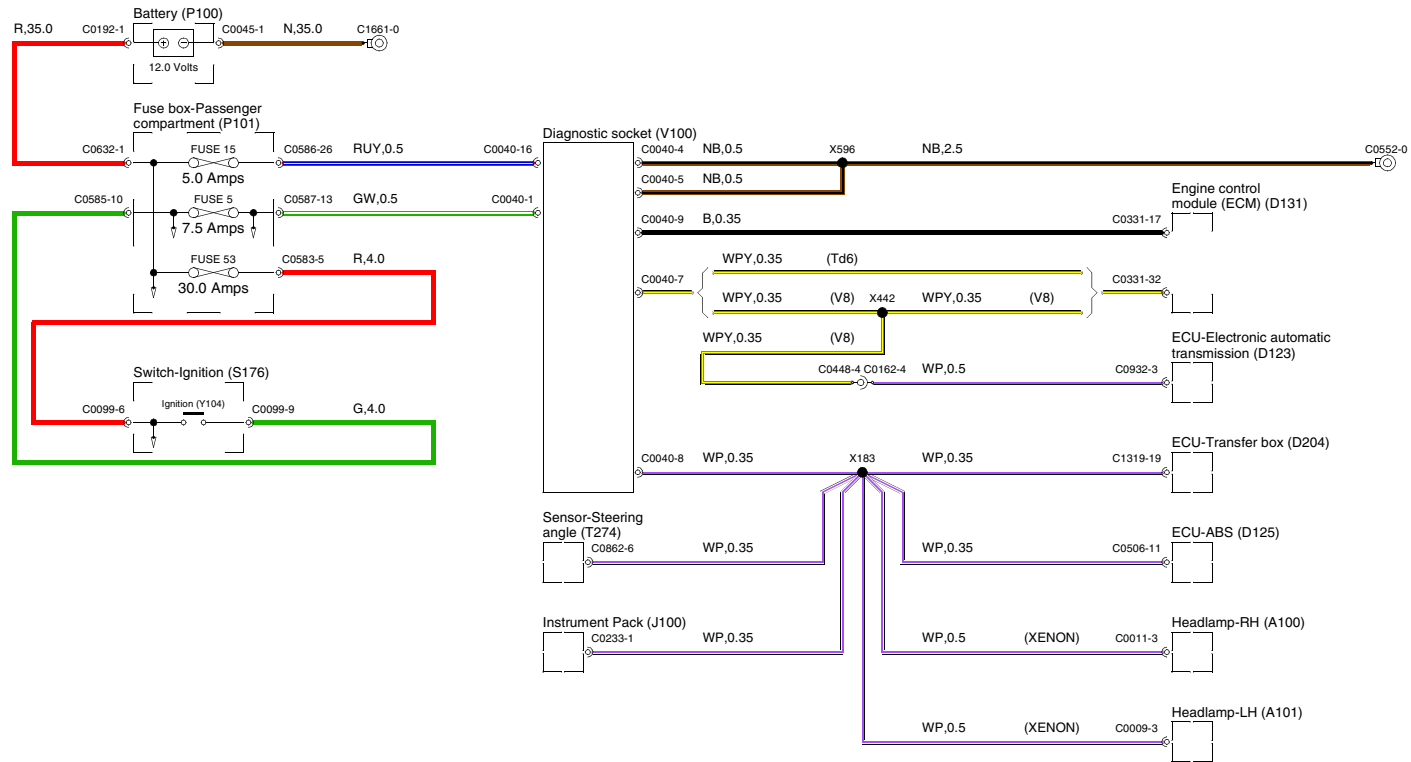 Battery (P100)
R,35.0 C0192-1 C0045-1 N,35.0 C1661-0
12.0 Volts
Fuse box-Passenger
compartment (P101)
C0632-1 FUSE 15 C0586-26 RUY,0.5 C0040-16
5.0 Amps
C0585-10 FUSE 5 C0587-13 GW,0.5 C0040-1
7.5 Amps
FUSE 53 C0583-5 R,4.0
30.0 Amps
Switch-Ignition (S176)
C0099-6 Ignition (Y104) C0099-9 G,4.0
Diagnostic socket (V100)
C0040-4 NB,0.5 X596 NB,2.5 C0552-0
C0040-5 NB,0.5
Engine control
module (ECM) (D131)
C0040-9 B,0.35 C0331-17
WPY,0.35 (Td6)
C0040-7 C0331-32
WPY,0.35 (V8) X442 WPY,0.35 (V8)
WPY,0.35 (V8)
ECU-Electronic automatic
transmission (D123)
C0448-4 C0162-4 WP,0.5 C0932-3
ECU-Transfer box (D204)
C0040-8 WP,0.35 X183 WP,0.35 C1319-19
Sensor-Steering
angle (T274)
C0862-6 WP,0.35
ECU-ABS (D125)
WP,0.35 C0506-11
Instrument Pack (J100)
C0233-1 WP,0.35
Headlamp-RH (A100)
WP,0.5 (XENON) C0011-3
Headlamp-LH (A101)
WP,0.5 (XENON) C0009-3